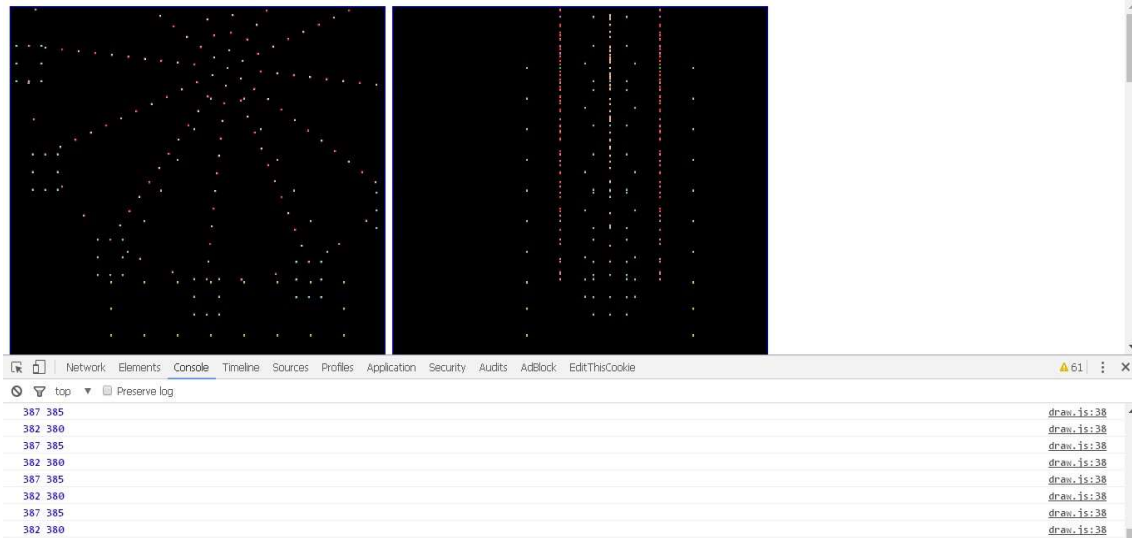 Network Elements Console Timeline Sources Profiles Application Security Audits AdBlock EditThisCookie 61
top Preserve log
387 385 draw.js:38
382 380 draw.js:38
387 385 draw.js:38
382 380 draw.js:38
387 385 draw.js:38
382 380 draw.js:38
387 385 draw.js:38
382 380 draw.js:38